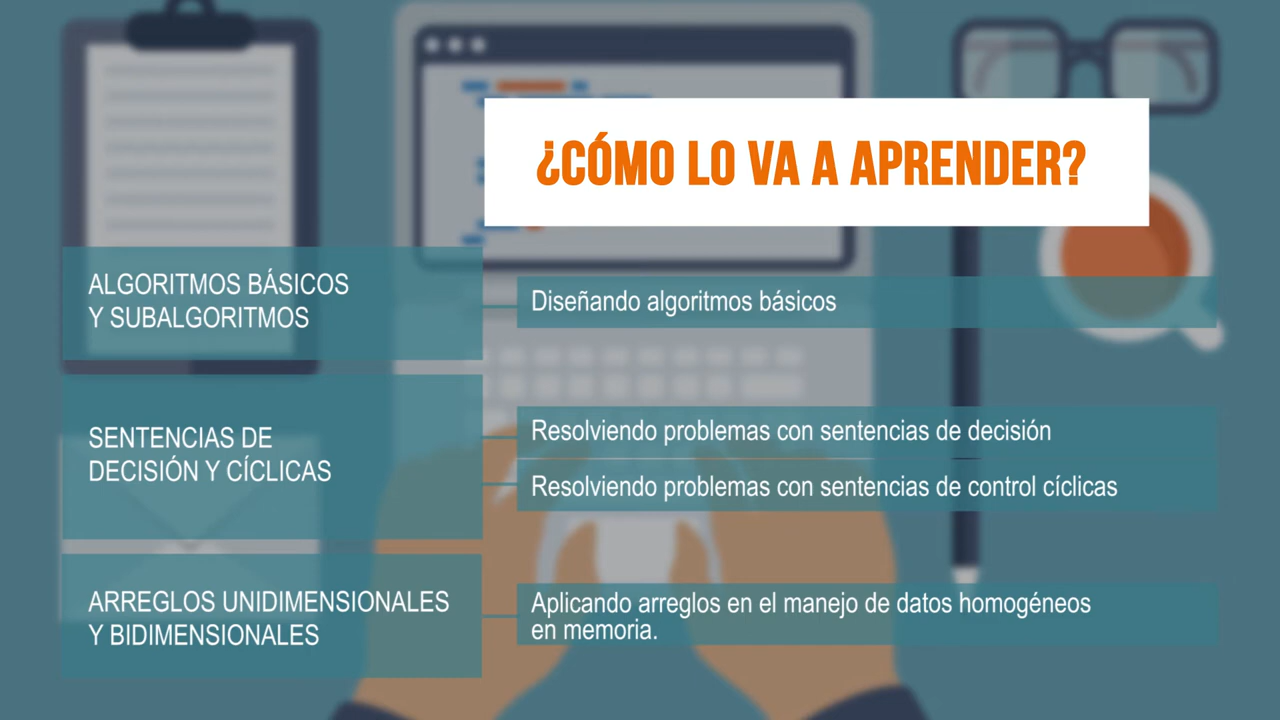 ¿CÓMO LO VA A APRENDER?
ALGORITMOS BÁSICOS
Y SUBALGORITMOS
Diseñando algoritmos básicos
SENTENCIAS DE
DECISIÓN Y CÍCLICAS
Resolviendo problemas con sentencias de decisión
Resolviendo problemas con sentencias de control cíclicas
ARREGLOS UNIDIMENSIONALES
Y BIDIMENSIONALES
Aplicando arreglos en el manejo de datos homogéneos
en memoria.